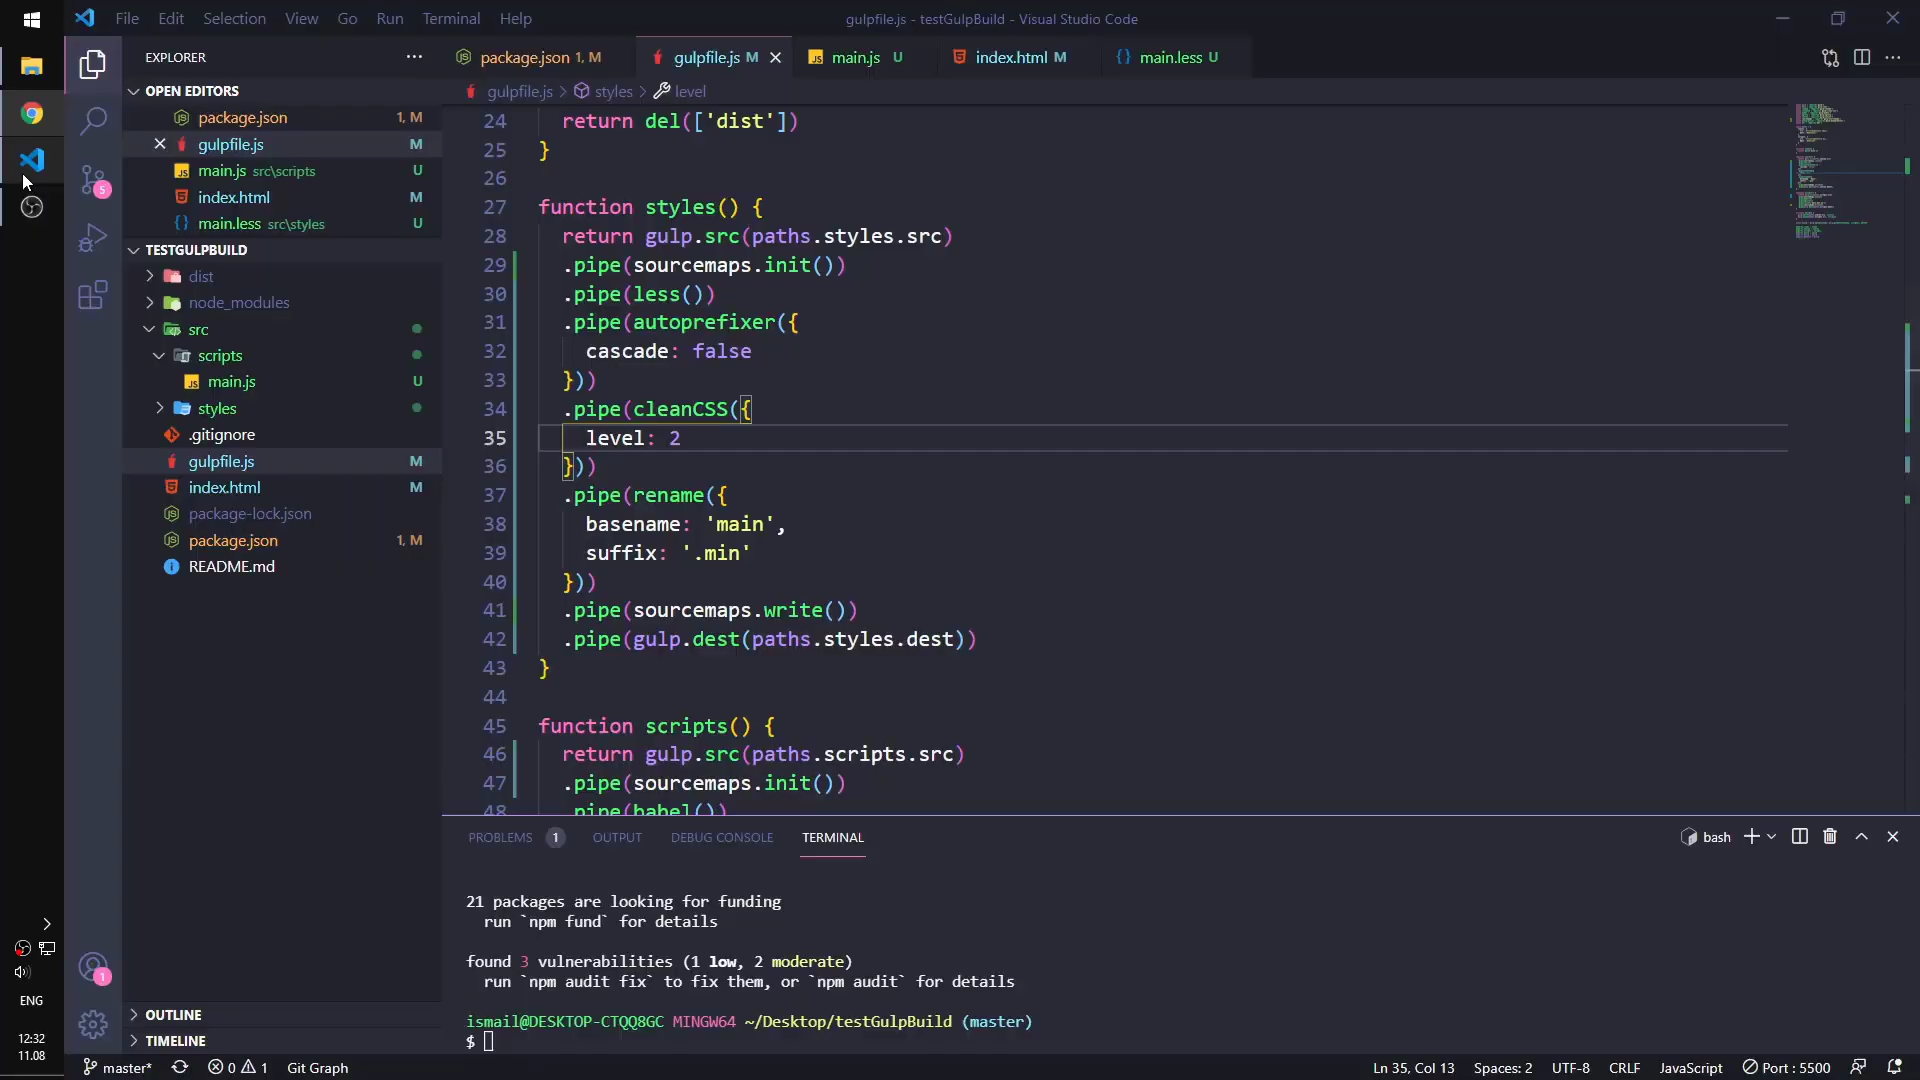 File Edit Selection View Go Run Terminal Help
gulpfile.js - testGulpBuild - Visual Studio Code
EXPLORER
package.json 1, M
gulpfile.js M
main.js U
index.html M
main.less U
OPEN EDITORS
gulpfile.js > styles > level
package.json 1, M
gulpfile.js M
main.js src\scripts U
index.html M
main.less src\styles U
TESTGULPBUILD
dist
node_modules
src
scripts
main.js U
styles
.gitignore
gulpfile.js M
index.html M
package-lock.json
package.json 1, M
README.md
OUTLINE
TIMELINE
5
1
24 return del(['dist'])
25 }
26
27 function styles() {
28 return gulp.src(paths.styles.src)
29 .pipe(sourcemaps.init())
30 .pipe(less())
31 .pipe(autoprefixer({
32 cascade: false
33 }))
34 .pipe(cleanCSS({
35 level: 2
36 }))
37 .pipe(rename({
38 basename: 'main',
39 suffix: '.min'
40 }))
41 .pipe(sourcemaps.write())
42 .pipe(gulp.dest(paths.styles.dest))
43 }
44
45 function scripts() {
46 return gulp.src(paths.scripts.src)
47 .pipe(sourcemaps.init())
48 .pipe(babel())
PROBLEMS 1 OUTPUT DEBUG CONSOLE TERMINAL
bash
21 packages are looking for funding
run `npm fund` for details
found 3 vulnerabilities (1 low, 2 moderate)
run `npm audit fix` to fix them, or `npm audit` for details
ismail@DESKTOP-CTQQ8GC MINGW64 ~/Desktop/testGulpBuild (master)
$
ENG
12:32
11.08
master* 0 1 Git Graph
Ln 35, Col 13 Spaces: 2 UTF-8 CRLF JavaScript Port : 5500